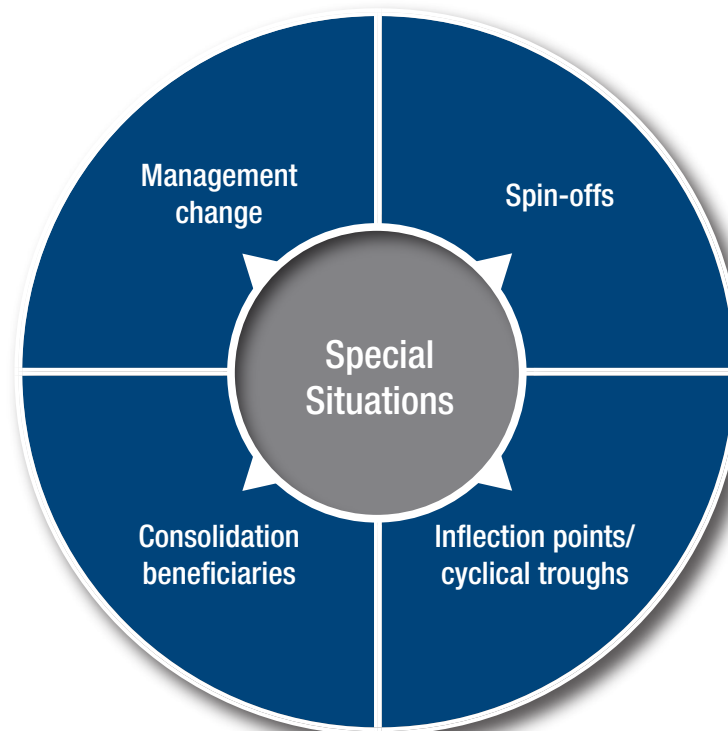 Management
change
Spin-offs
Special
Situations
Consolidation
beneficiaries
Inflection points/
cyclical troughs